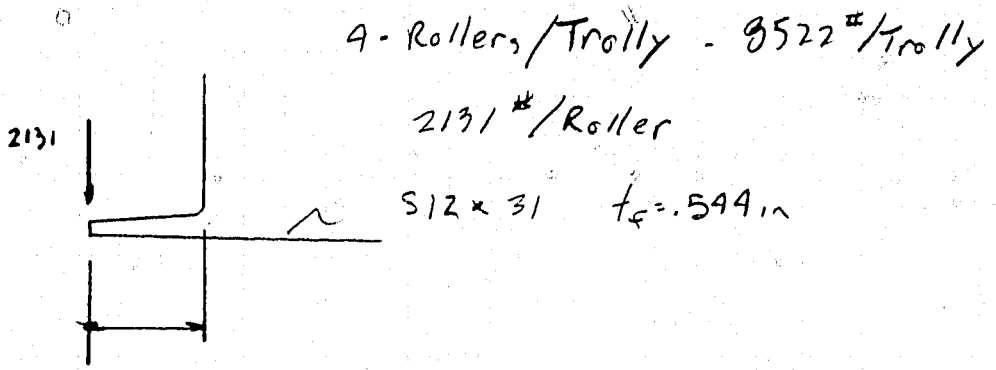 4 - Rollers/Trolly - 8522#/Trolly
2131#/Roller
2131
S12 x 31 tf = .544 in